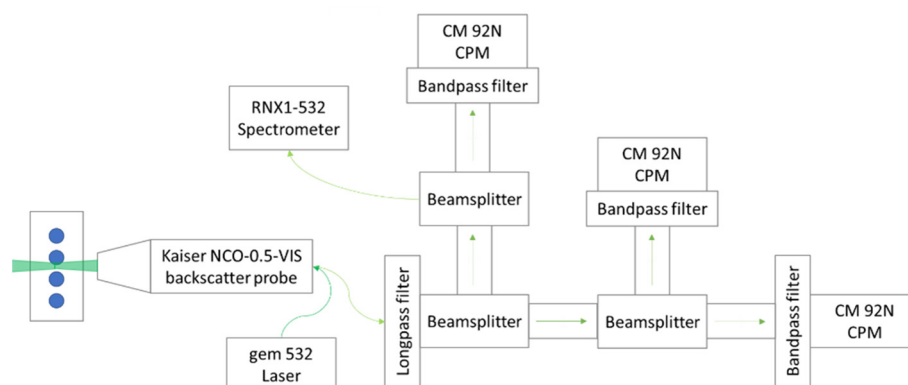 CM 92N
CPM
Bandpass filter
RNX1-532
Spectrometer
CM 92N
CPM
Beamsplitter
Bandpass filter
Kaiser NCO-0.5-VIS
backscatter probe
Longpass filter
Beamsplitter
Beamsplitter
Bandpass filter
CM 92N
CPM
gem 532
Laser